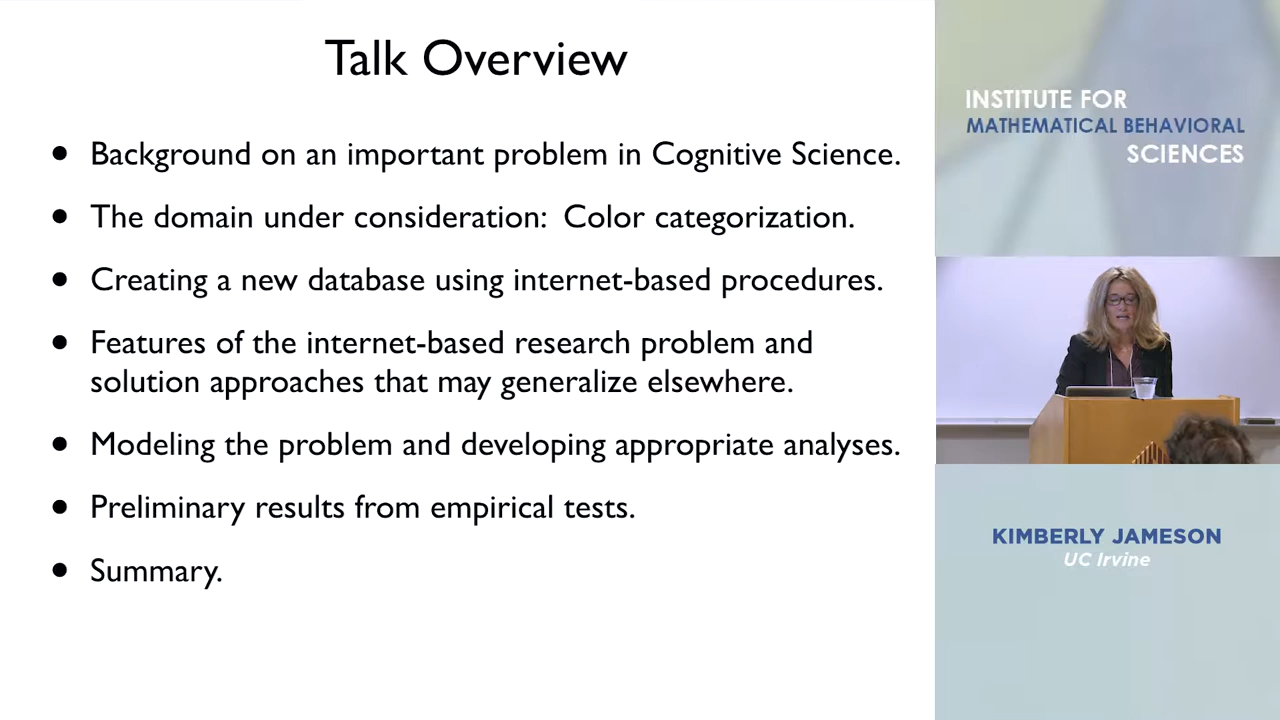 Talk Overview
• Background on an important problem in Cognitive Science.
• The domain under consideration: Color categorization.
• Creating a new database using internet-based procedures.
• Features of the internet-based research problem and
solution approaches that may generalize elsewhere.
• Modeling the problem and developing appropriate analyses.
• Preliminary results from empirical tests.
• Summary.
INSTITUTE FOR
MATHEMATICAL BEHAVIORAL
SCIENCES
KIMBERLY JAMESON
UC Irvine